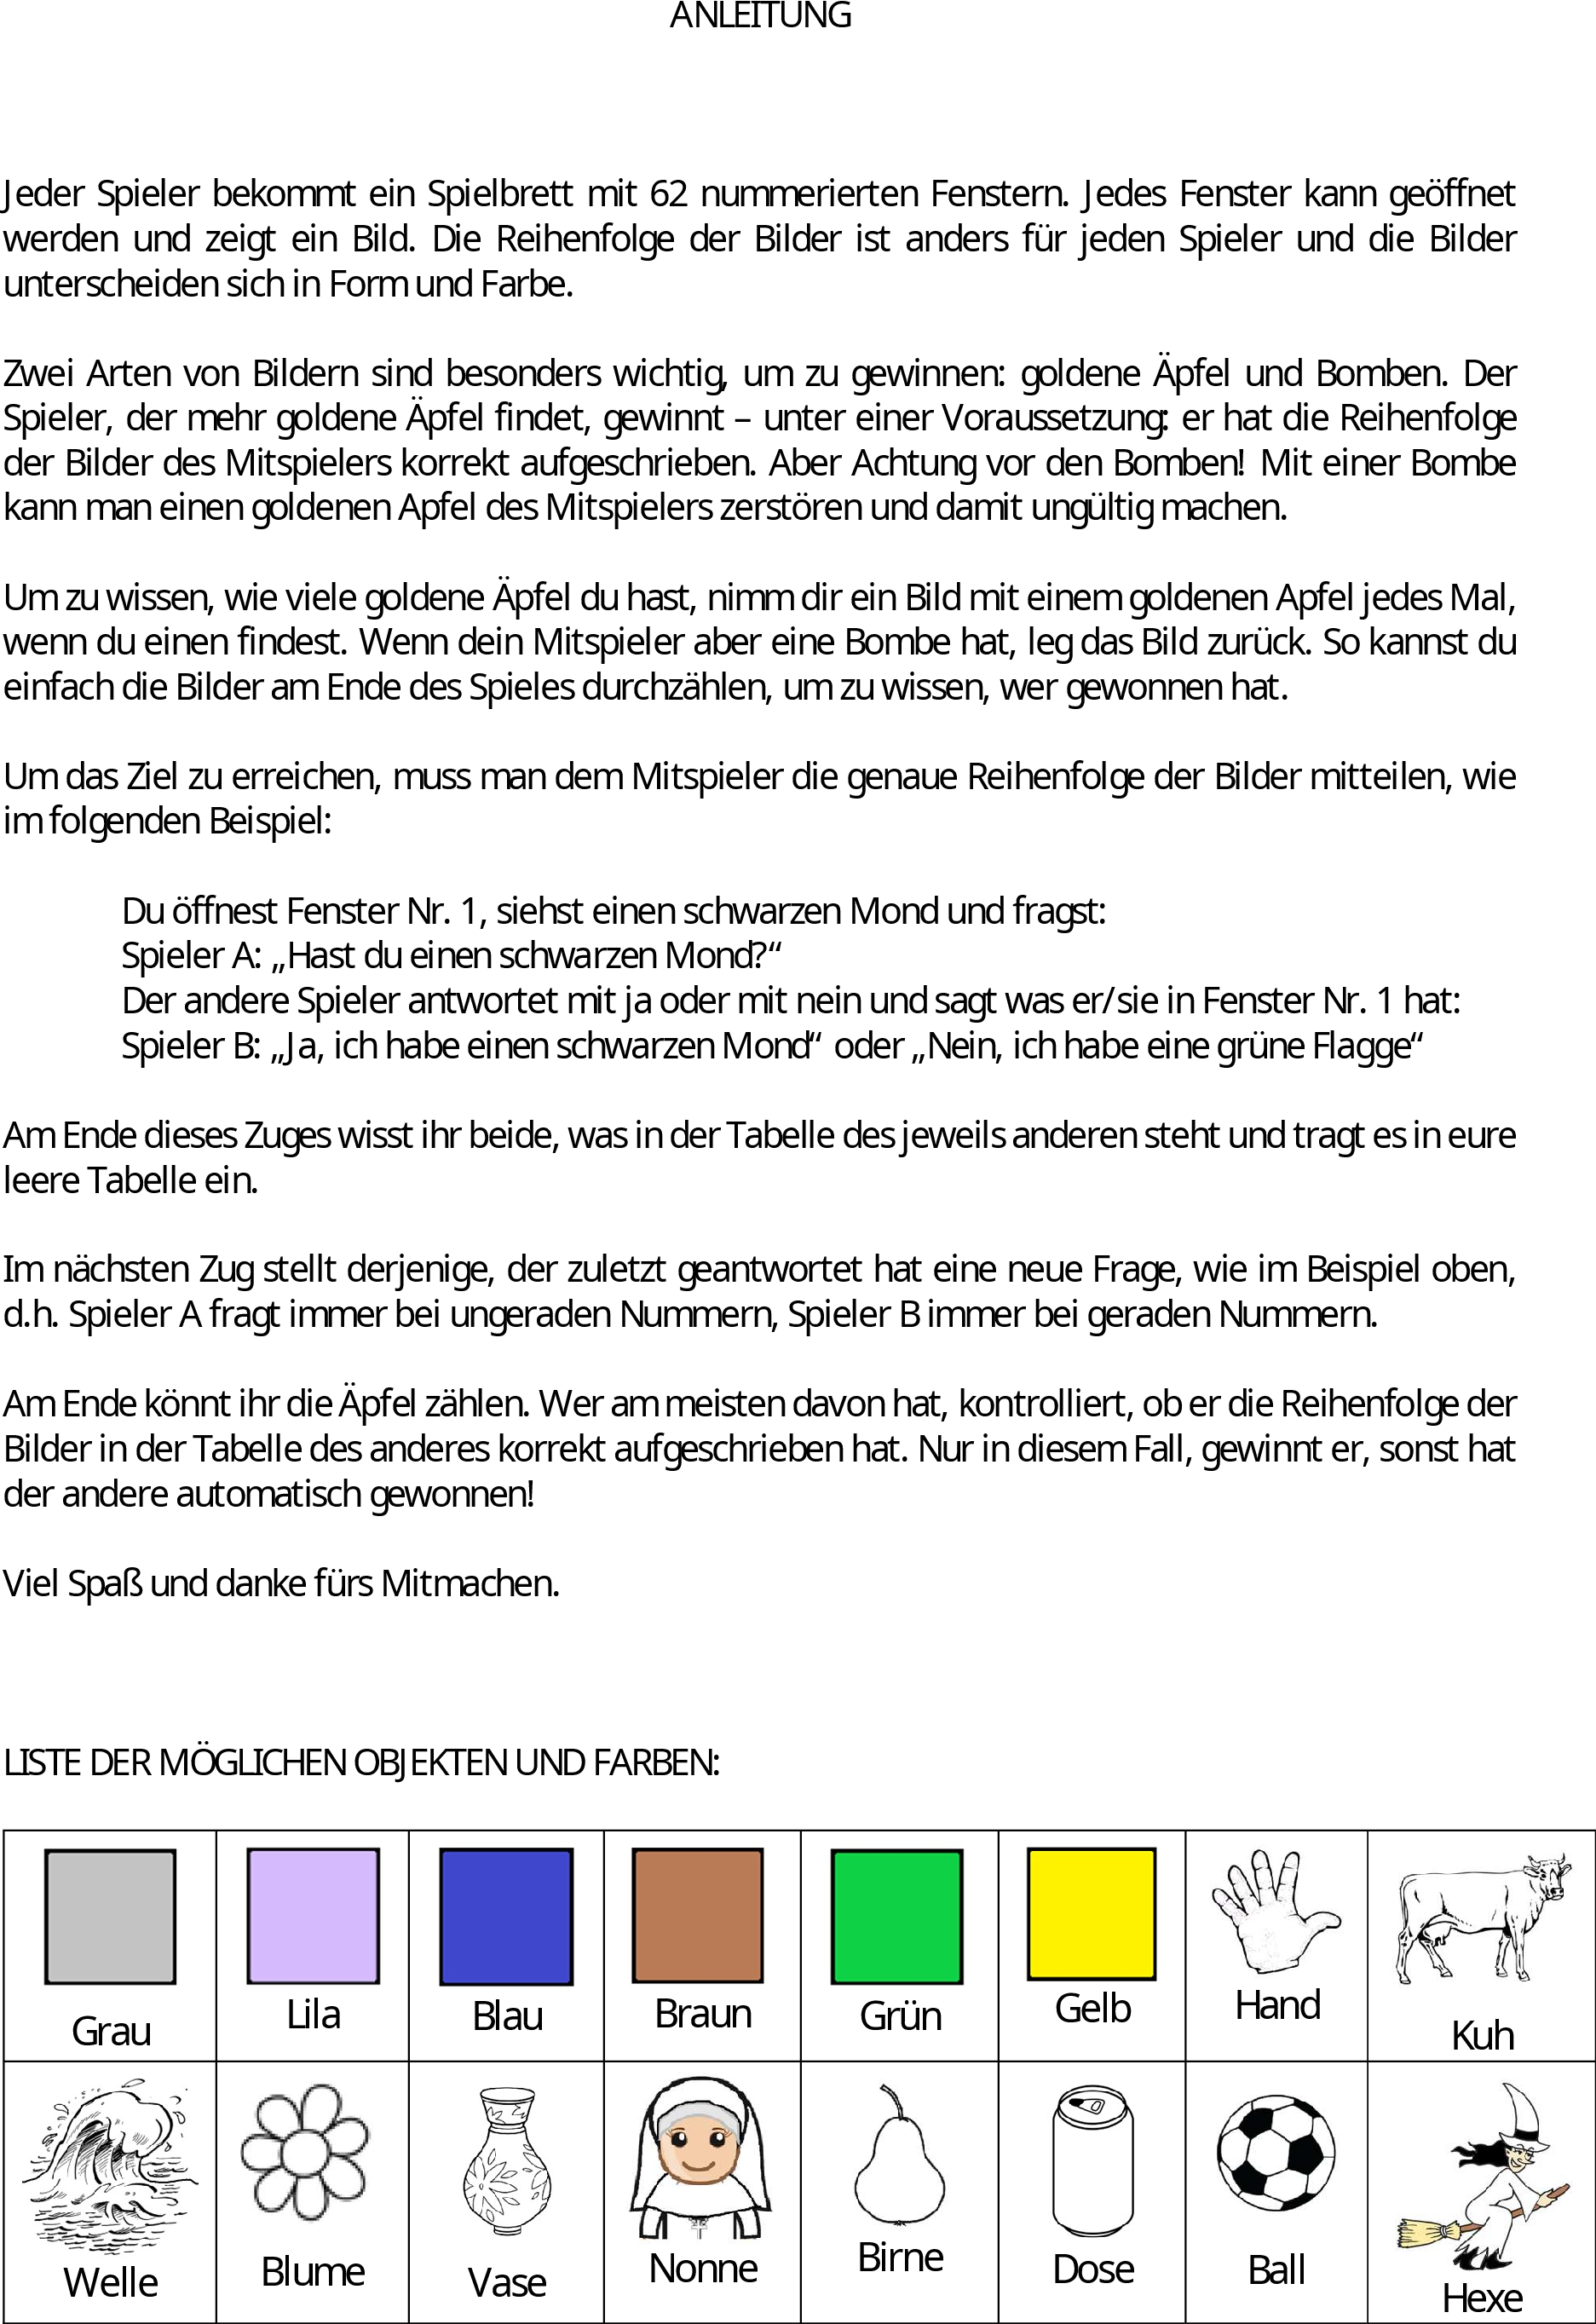 ANLEITUNG
Jeder Spieler bekommt ein Spielbrett mit 62 nummerierten Fenstern. Jedes Fenster kann geöffnet
werden und zeigt ein Bild. Die Reihenfolge der Bilder ist anders für jeden Spieler und die Bilder
unterscheiden sich in Form und Farbe.
Zwei Arten von Bildern sind besonders wichtig, um zu gewinnen: goldene Äpfel und Bomben. Der
Spieler, der mehr goldene Äpfel findet, gewinnt – unter einer Voraussetzung: er hat die Reihenfolge
der Bilder des Mitspielers korrekt aufgeschrieben. Aber Achtung vor den Bomben! Mit einer Bombe
kann man einen goldenen Apfel des Mitspielers zerstören und damit ungültig machen.
Um zu wissen, wie viele goldene Äpfel du hast, nimm dir ein Bild mit einem goldenen Apfel jedes Mal,
wenn du einen findest. Wenn dein Mitspieler aber eine Bombe hat, leg das Bild zurück. So kannst du
einfach die Bilder am Ende des Spieles durchzählen, um zu wissen, wer gewonnen hat.
Um das Ziel zu erreichen, muss man dem Mitspieler die genaue Reihenfolge der Bilder mitteilen, wie
im folgenden Beispiel:
Du öffnest Fenster Nr. 1, siehst einen schwarzen Mond und fragst:
Spieler A: „Hast du einen schwarzen Mond?“
Der andere Spieler antwortet mit ja oder mit nein und sagt was er/sie in Fenster Nr. 1 hat:
Spieler B: „Ja, ich habe einen schwarzen Mond“ oder „Nein, ich habe eine grüne Flagge“
Am Ende dieses Zuges wisst ihr beide, was in der Tabelle des jeweils anderen steht und tragt es in eure
leere Tabelle ein.
Im nächsten Zug stellt derjenige, der zuletzt geantwortet hat eine neue Frage, wie im Beispiel oben,
d.h. Spieler A fragt immer bei ungeraden Nummern, Spieler B immer bei geraden Nummern.
Am Ende könnt ihr die Äpfel zählen. Wer am meisten davon hat, kontrolliert, ob er die Reihenfolge der
Bilder in der Tabelle des anderes korrekt aufgeschrieben hat. Nur in diesem Fall, gewinnt er, sonst hat
der andere automatisch gewonnen!
Viel Spaß und danke fürs Mitmachen.
LISTE DER MÖGLICHEN OBJEKTEN UND FARBEN:
Grau Lila Blau Braun Grün Gelb Hand Kuh
Welle Blume Vase Nonne Birne Dose Ball Hexe